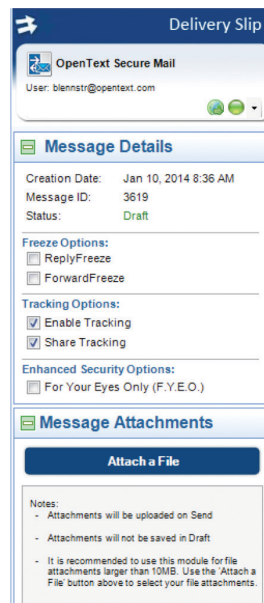 Delivery Slip
OpenText Secure Mail
User: blennstr@opentext.com
Message Details
Creation Date: Jan 10, 2014 8:36 AM
Message ID: 3619
Status: Draft
Freeze Options:
ReplyFreeze
ForwardFreeze
Tracking Options:
Enable Tracking
Share Tracking
Enhanced Security Options:
For Your Eyes Only (F.Y.E.O.)
Message Attachments
Attach a File
Notes:
- Attachments will be uploaded on Send
- Attachments will not be saved in Draft
- It is recommended to use this module for file
attachments larger than 10MB. Use the 'Attach a
File' button above to select your file attachments.